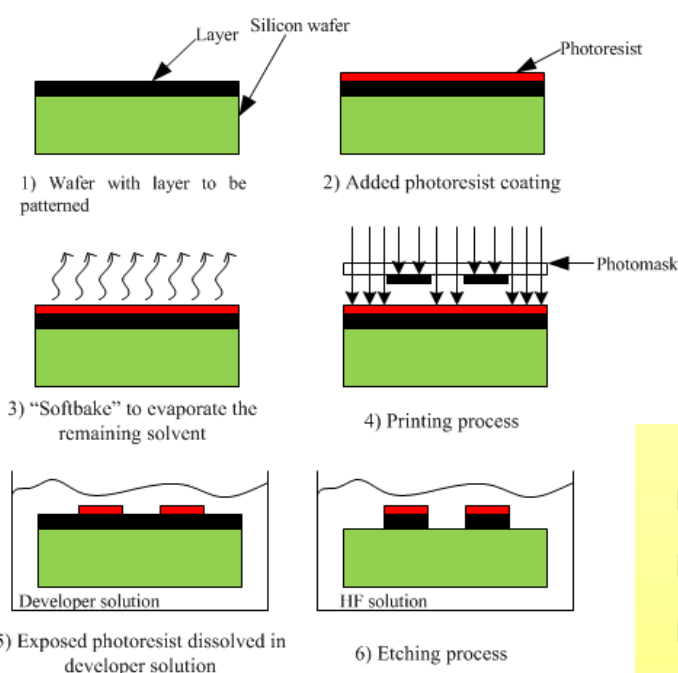 Layer
Silicon wafer
Photoresist
1) Wafer with layer to be
patterned
2) Added photoresist coating
Photomask
3) “Softbake” to evaporate the
remaining solvent
4) Printing process
Developer solution
HF solution
5) Exposed photoresist dissolved in
developer solution
6) Etching process